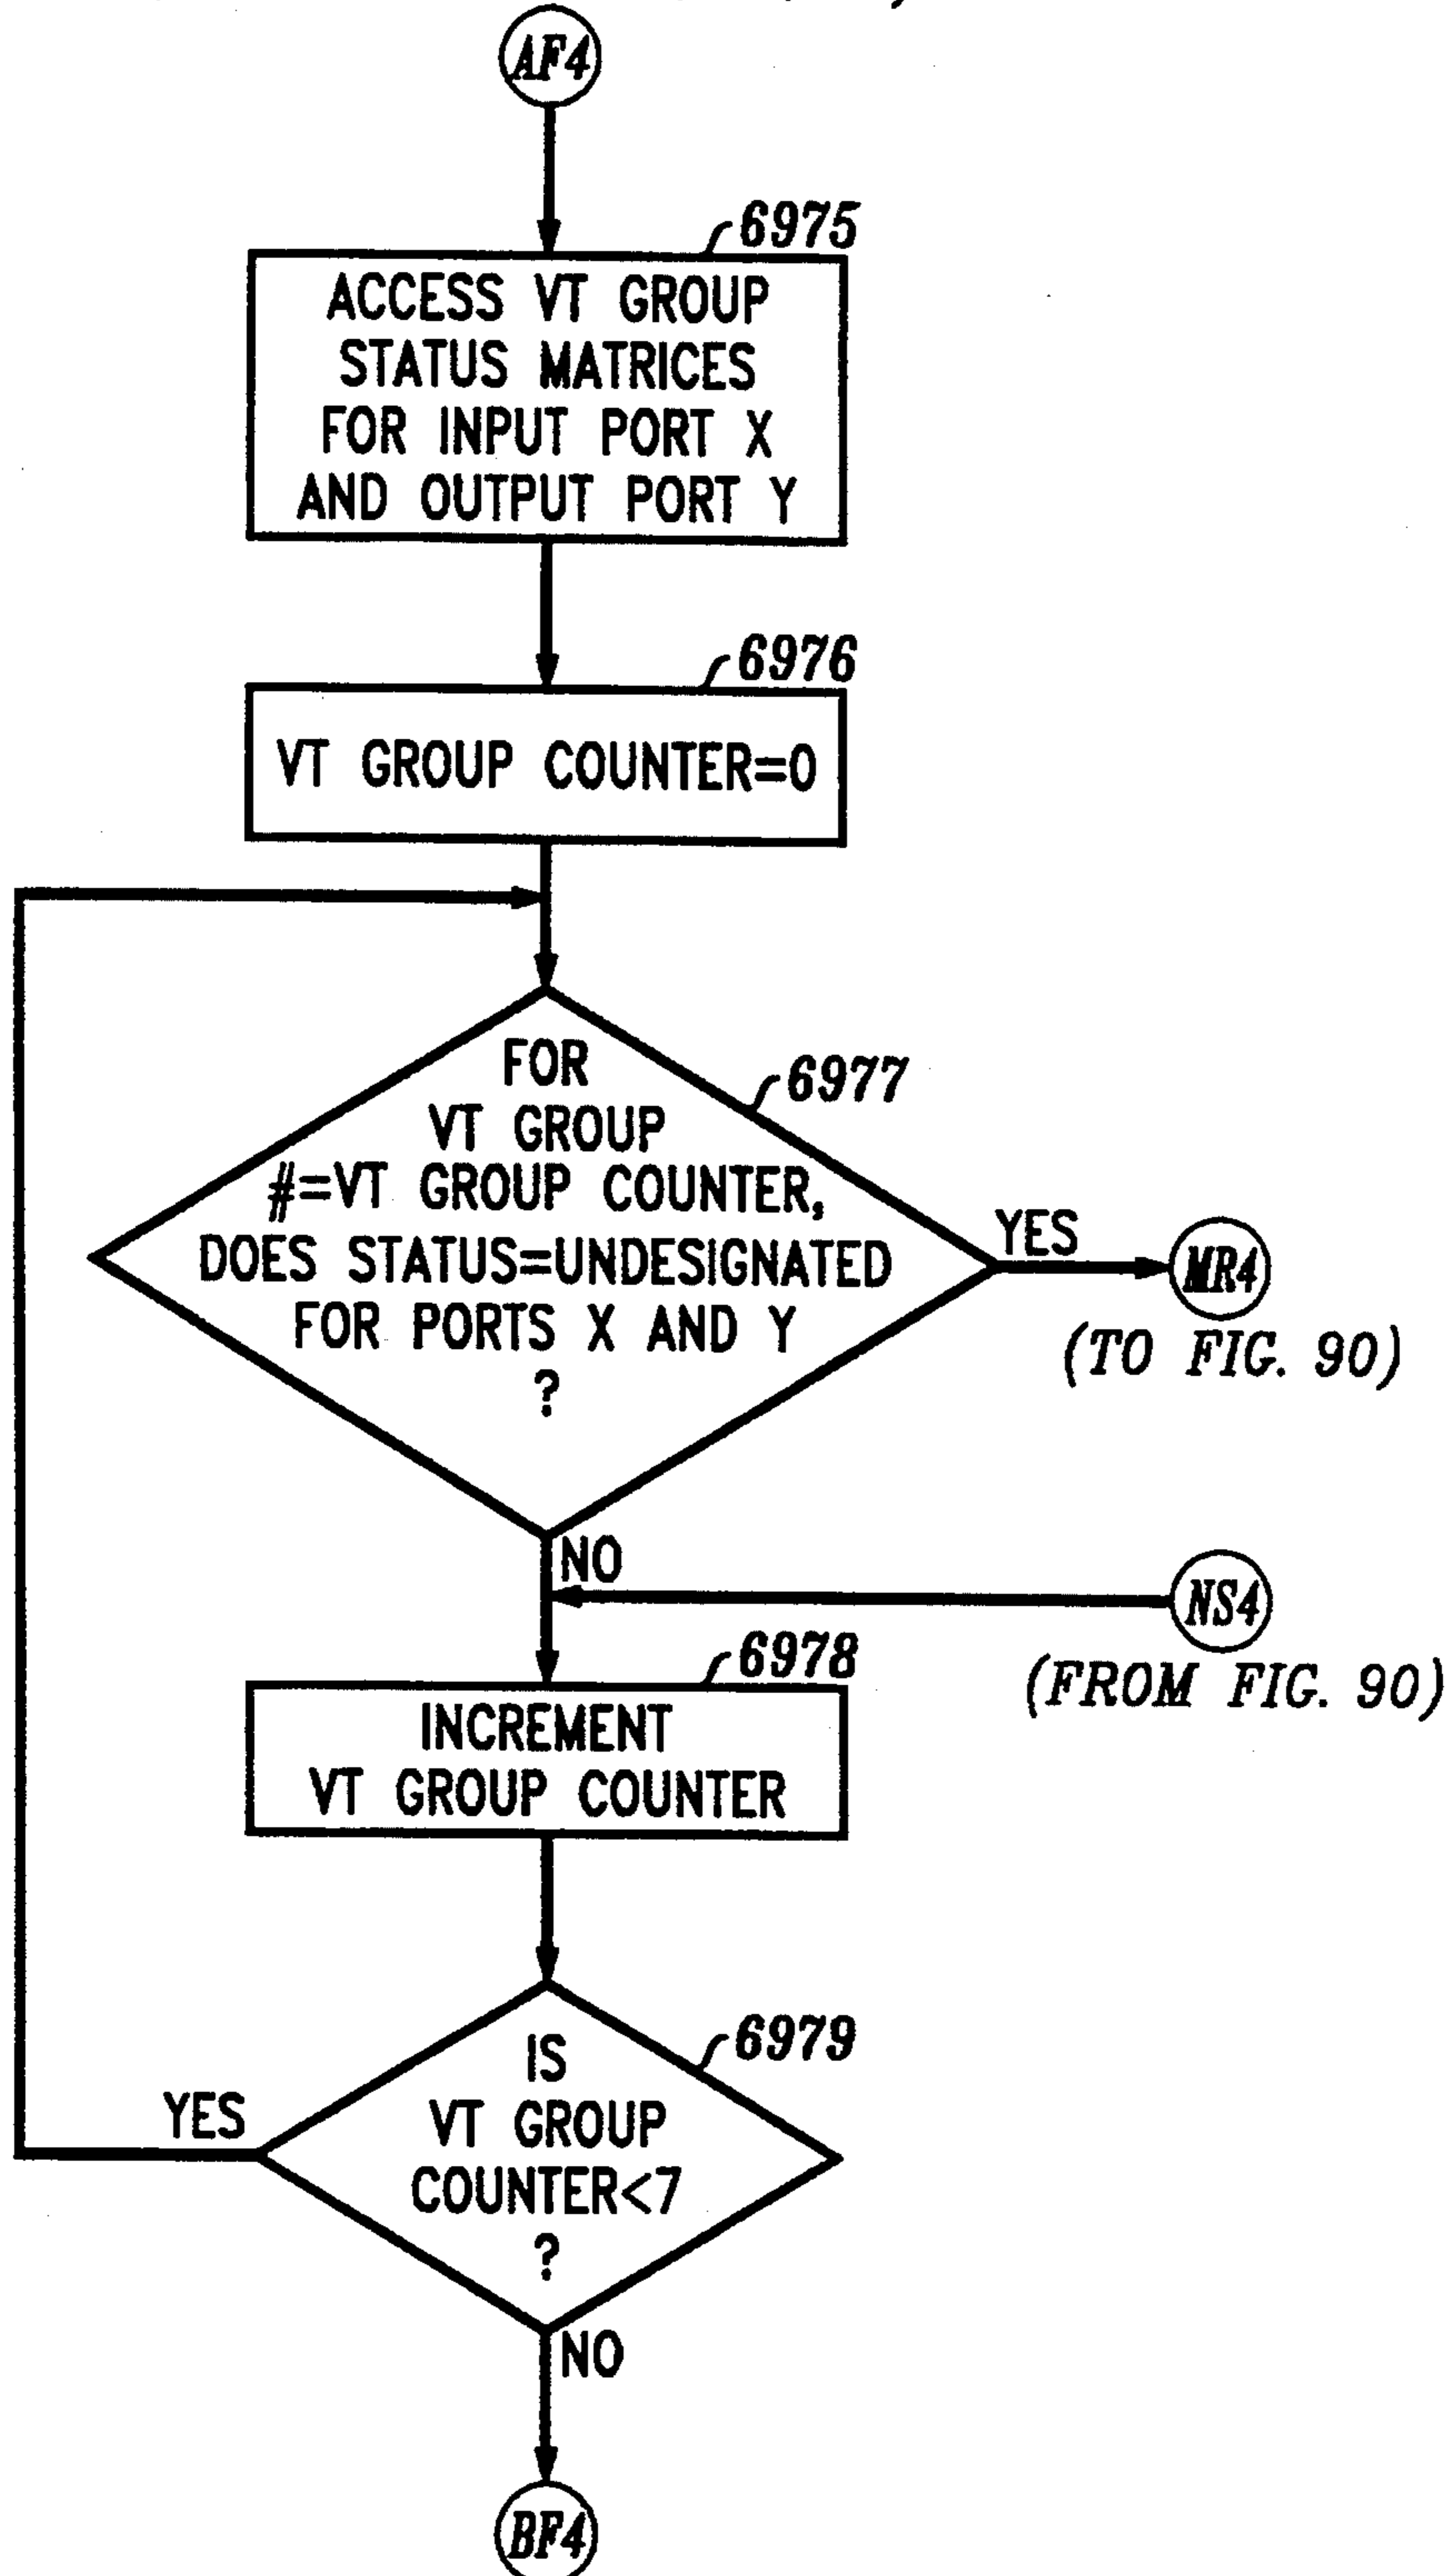 AF4
6975
ACCESS VT GROUP
STATUS MATRICES
FOR INPUT PORT X
AND OUTPUT PORT Y
6976
VT GROUP COUNTER=0
6977
FOR
VT GROUP
#=VT GROUP COUNTER,
DOES STATUS=UNDESIGNATED
FOR PORTS X AND Y
?
YES
MR4
(TO FIG. 90)
NO
NS4
(FROM FIG. 90)
6978
INCREMENT
VT GROUP COUNTER
6979
IS
VT GROUP
COUNTER<7
?
YES
NO
BF4